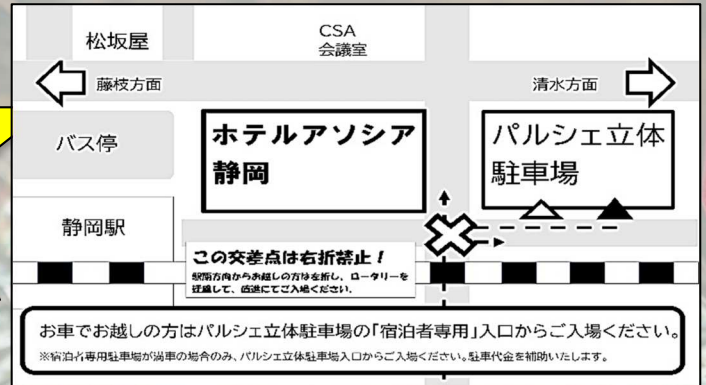 松坂屋
CSA
会議室
藤枝方面
清水方面
バス停
ホテルアソシア
静岡
パルシェ立体
駐車場
静岡駅
この交差点は右折禁止！
駅南方向からお越しの方は左折し、ロータリーを
迂回して、直進にてご入場ください。
お車でお越しの方はパルシェ立体駐車場の「宿泊者専用」入口からご入場ください。
※宿泊者専用駐車場が満車の場合のみ、パルシェ立体駐車場入口からご入場ください。駐車代金を補助いたします。